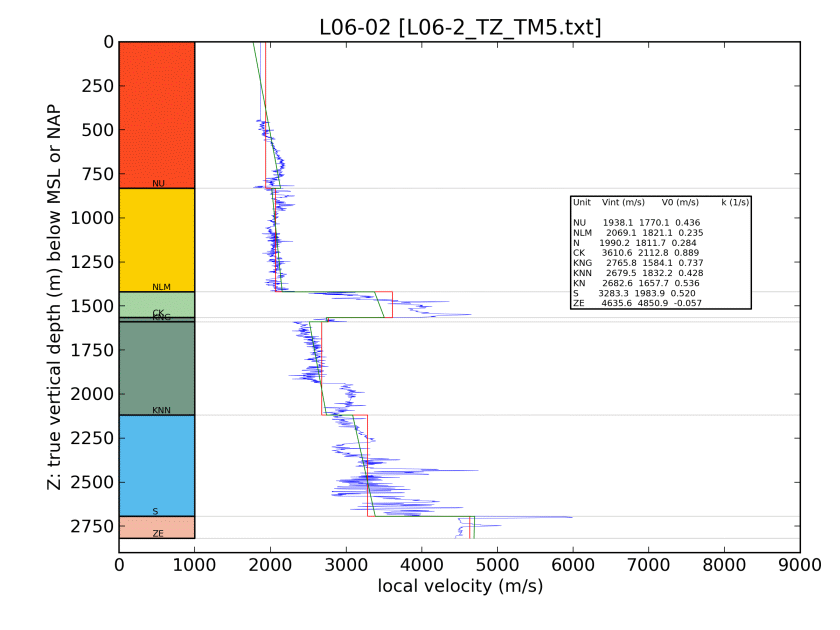 L06-02 [L06-2_TZ_TM5.txt]
Z: true vertical depth (m) below MSL or NAP
0
250
500
750
1000
1250
1500
1750
2000
2250
2500
2750
NU
NLM
CK
KNG
KNN
S
ZE
Unit Vint (m/s) V0 (m/s) k (1/s)
NU 1938.1 1770.1 0.436
NLM 2069.1 1821.1 0.235
N 1990.2 1811.7 0.284
CK 3610.6 2112.8 0.889
KNG 2765.8 1584.1 0.737
KNN 2679.5 1832.2 0.428
KN 2682.6 1657.7 0.536
S 3283.3 1983.9 0.520
ZE 4635.6 4850.9 -0.057
0 1000 2000 3000 4000 5000 6000 7000 8000 9000
local velocity (m/s)